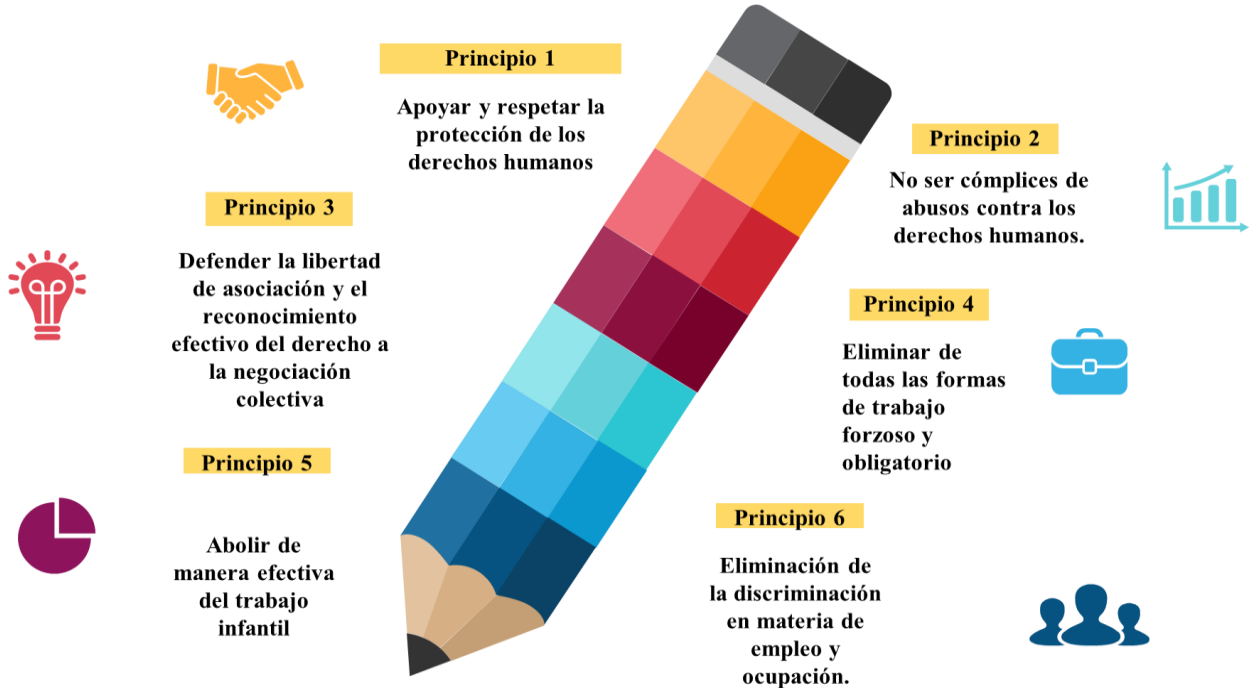 Principio 1
Apoyar y respetar la
protección de los
derechos humanos
Principio 2
No ser cómplices de
abusos contra los
derechos humanos.
Principio 3
Defender la libertad
de asociación y el
reconocimiento
efectivo del derecho a
la negociación
colectiva
Principio 4
Eliminar de
todas las formas
de trabajo
forzoso y
obligatorio
Principio 5
Abolir de
manera efectiva
del trabajo
infantil
Principio 6
Eliminación de
la discriminación
en materia de
empleo y
ocupación.